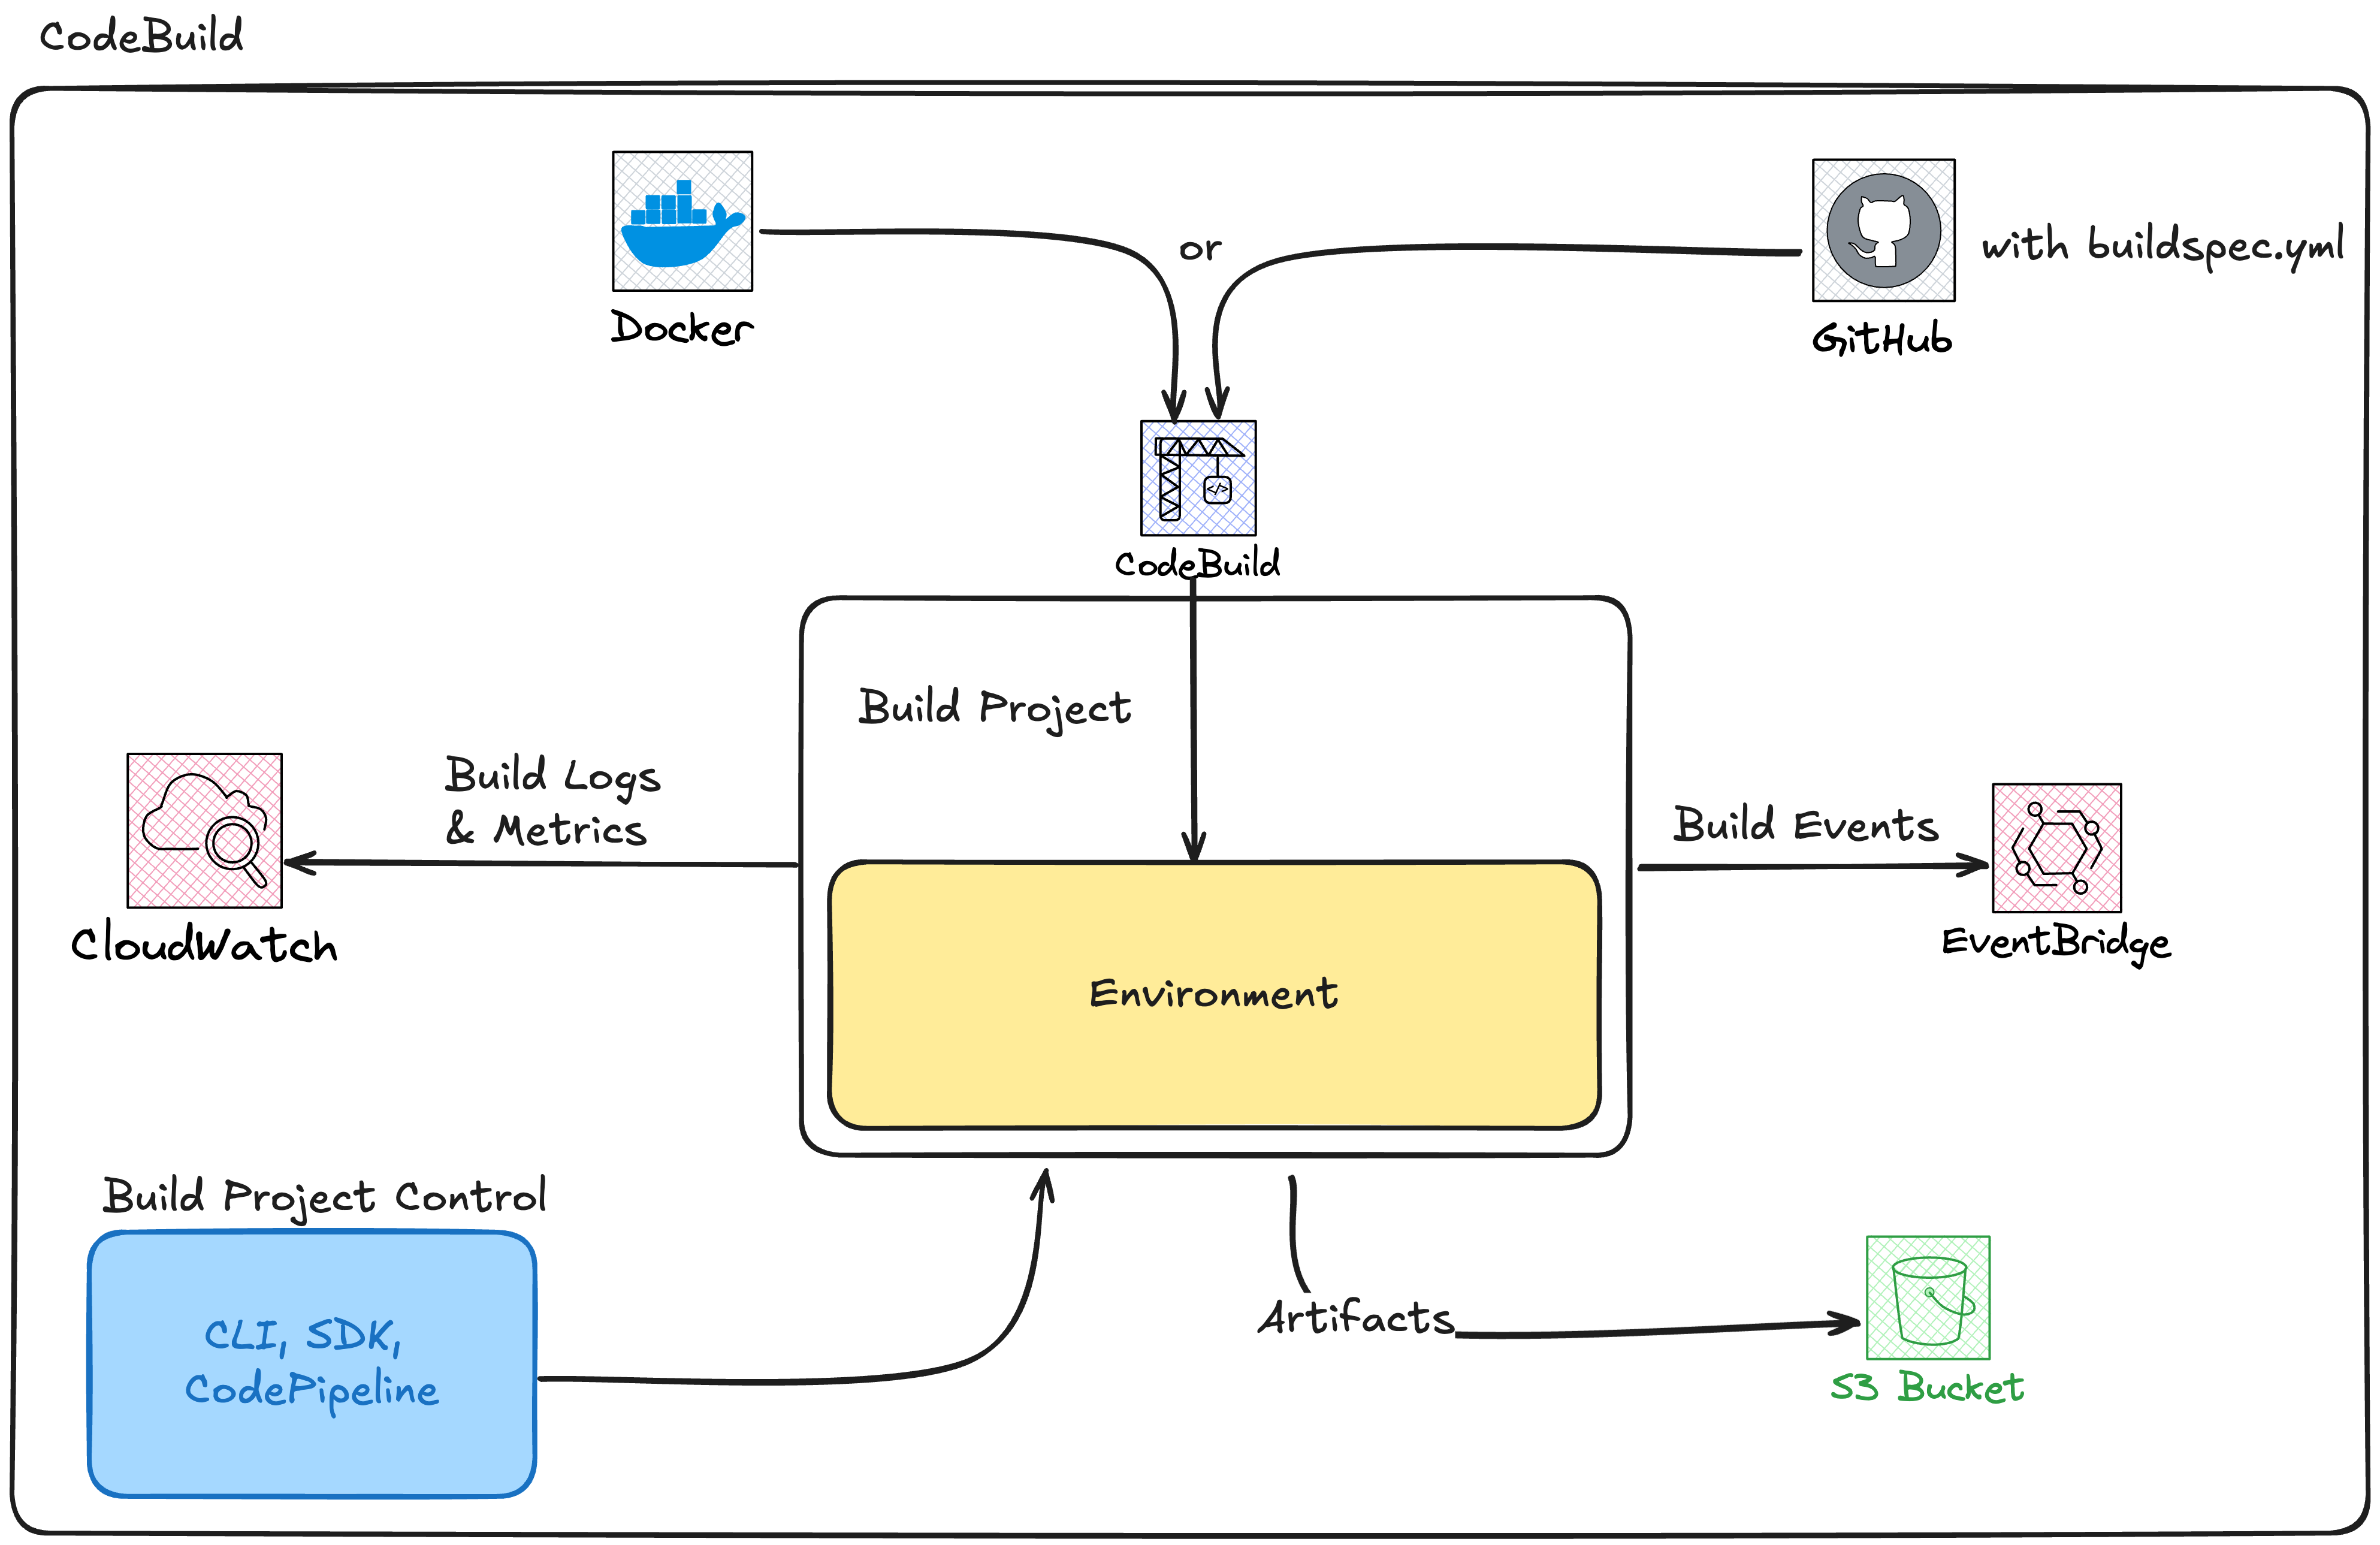 CodeBuild
or
with buildspec.yml
Docker
GitHub
</>
CodeBuild
Build Project
Build Logs
& Metrics
Build Events
CloudWatch
EventBridge
Environment
Build Project Control
CLI, SDK,
CodePipeline
Artifacts
S3 Bucket